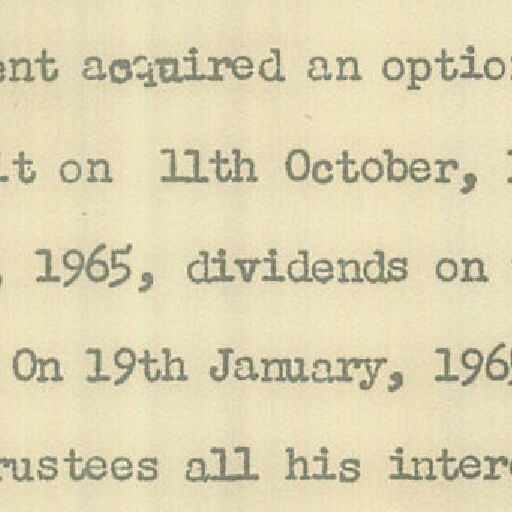 ent acquired an optio
it on 11th October, 1
, 1965, dividends on
On 19th January, 196
rustees all his inter